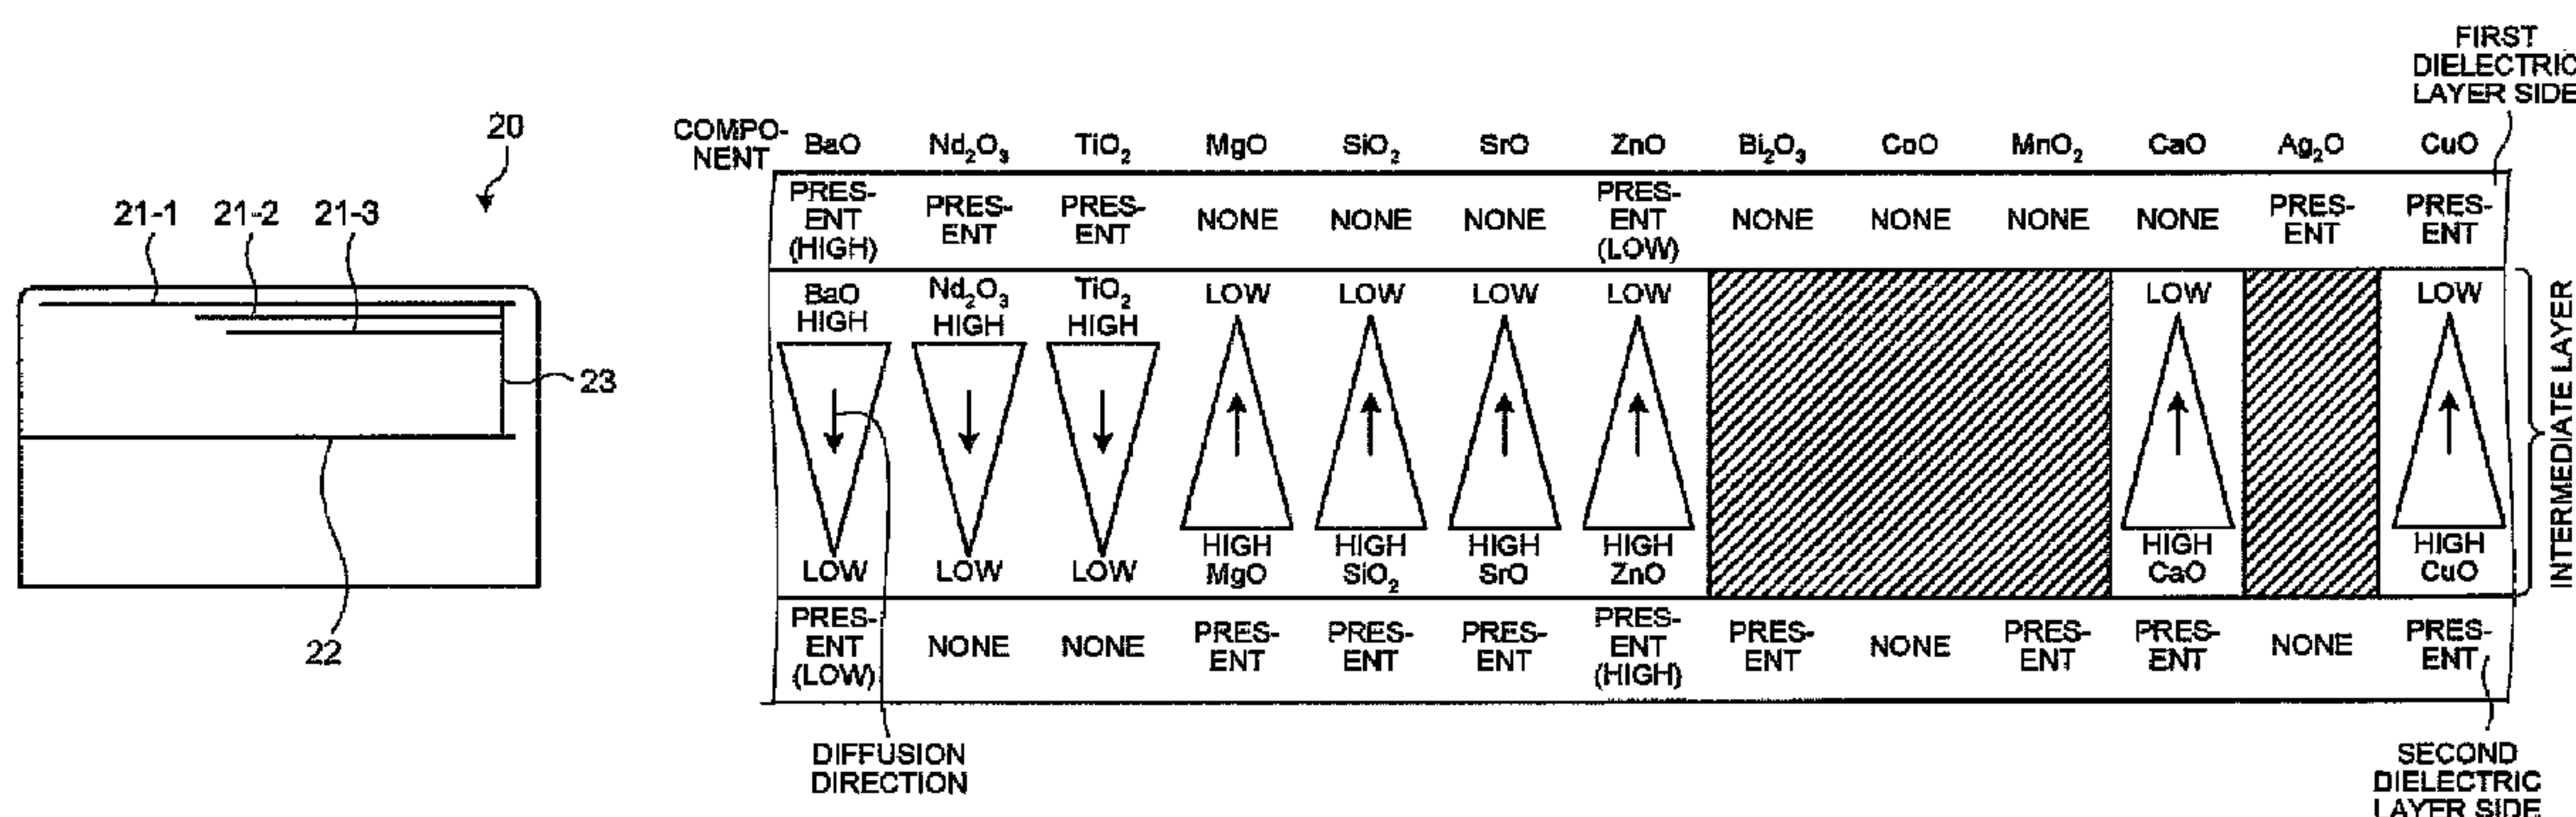 20
21-1 21-2 21-3
23
22
FIRST
DIELECTRIC
LAYER SIDE
COMPO-
NENT
BaO Nd2O3 TiO2 MgO SiO2 SrO ZnO Bi2O3 CoO MnO2 CaO Ag2O CuO
PRES-
ENT
(HIGH)
PRES-
ENT
PRES-
ENT
NONE
NONE
NONE
PRES-
ENT
(LOW)
NONE
NONE
NONE
NONE
PRES-
ENT
PRES-
ENT
BaO
HIGH
LOW
Nd2O3
HIGH
LOW
TiO2
HIGH
LOW
LOW
HIGH
MgO
LOW
HIGH
SiO2
LOW
HIGH
SrO
LOW
HIGH
ZnO
LOW
HIGH
CaO
LOW
HIGH
CuO
INTERMEDIATE LAYER
PRES-
ENT
(LOW)
NONE
NONE
PRES-
ENT
PRES-
ENT
PRES-
ENT
PRES-
ENT
(HIGH)
PRES-
ENT
NONE
PRES-
ENT
PRES-
ENT
NONE
PRES-
ENT
DIFFUSION
DIRECTION
SECOND
DIELECTRIC
LAYER SIDE